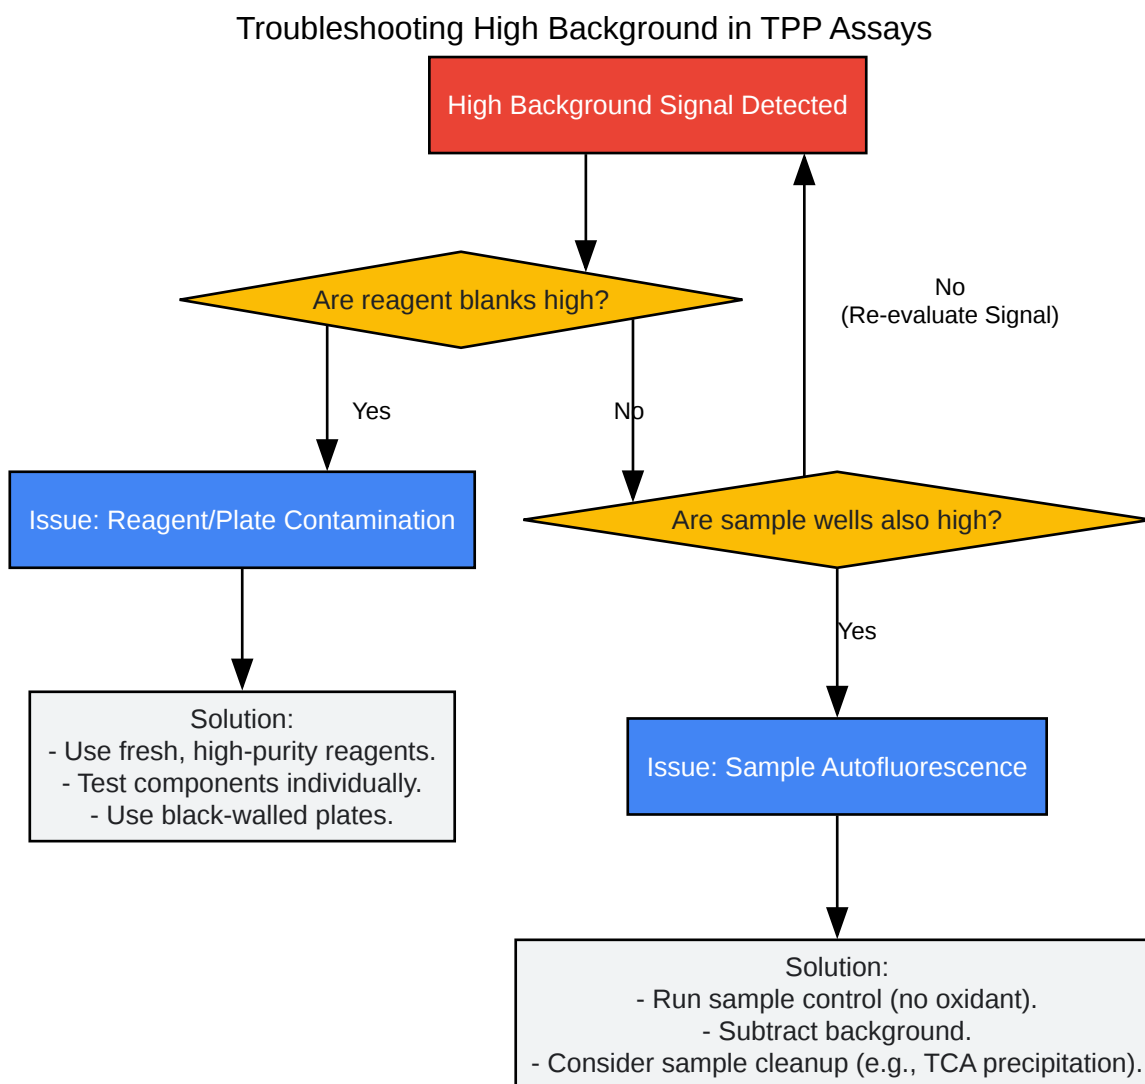 Troubleshooting High Background in TPP Assays
High Background Signal Detected
Are reagent blanks high?
No
(Re-evaluate Signal)
Yes
No
Issue: Reagent/Plate Contamination
Are sample wells also high?
Yes
Solution:
- Use fresh, high-purity reagents.
- Test components individually.
- Use black-walled plates.
Issue: Sample Autofluorescence
Solution:
- Run sample control (no oxidant).
- Subtract background.
- Consider sample cleanup (e.g., TCA precipitation).